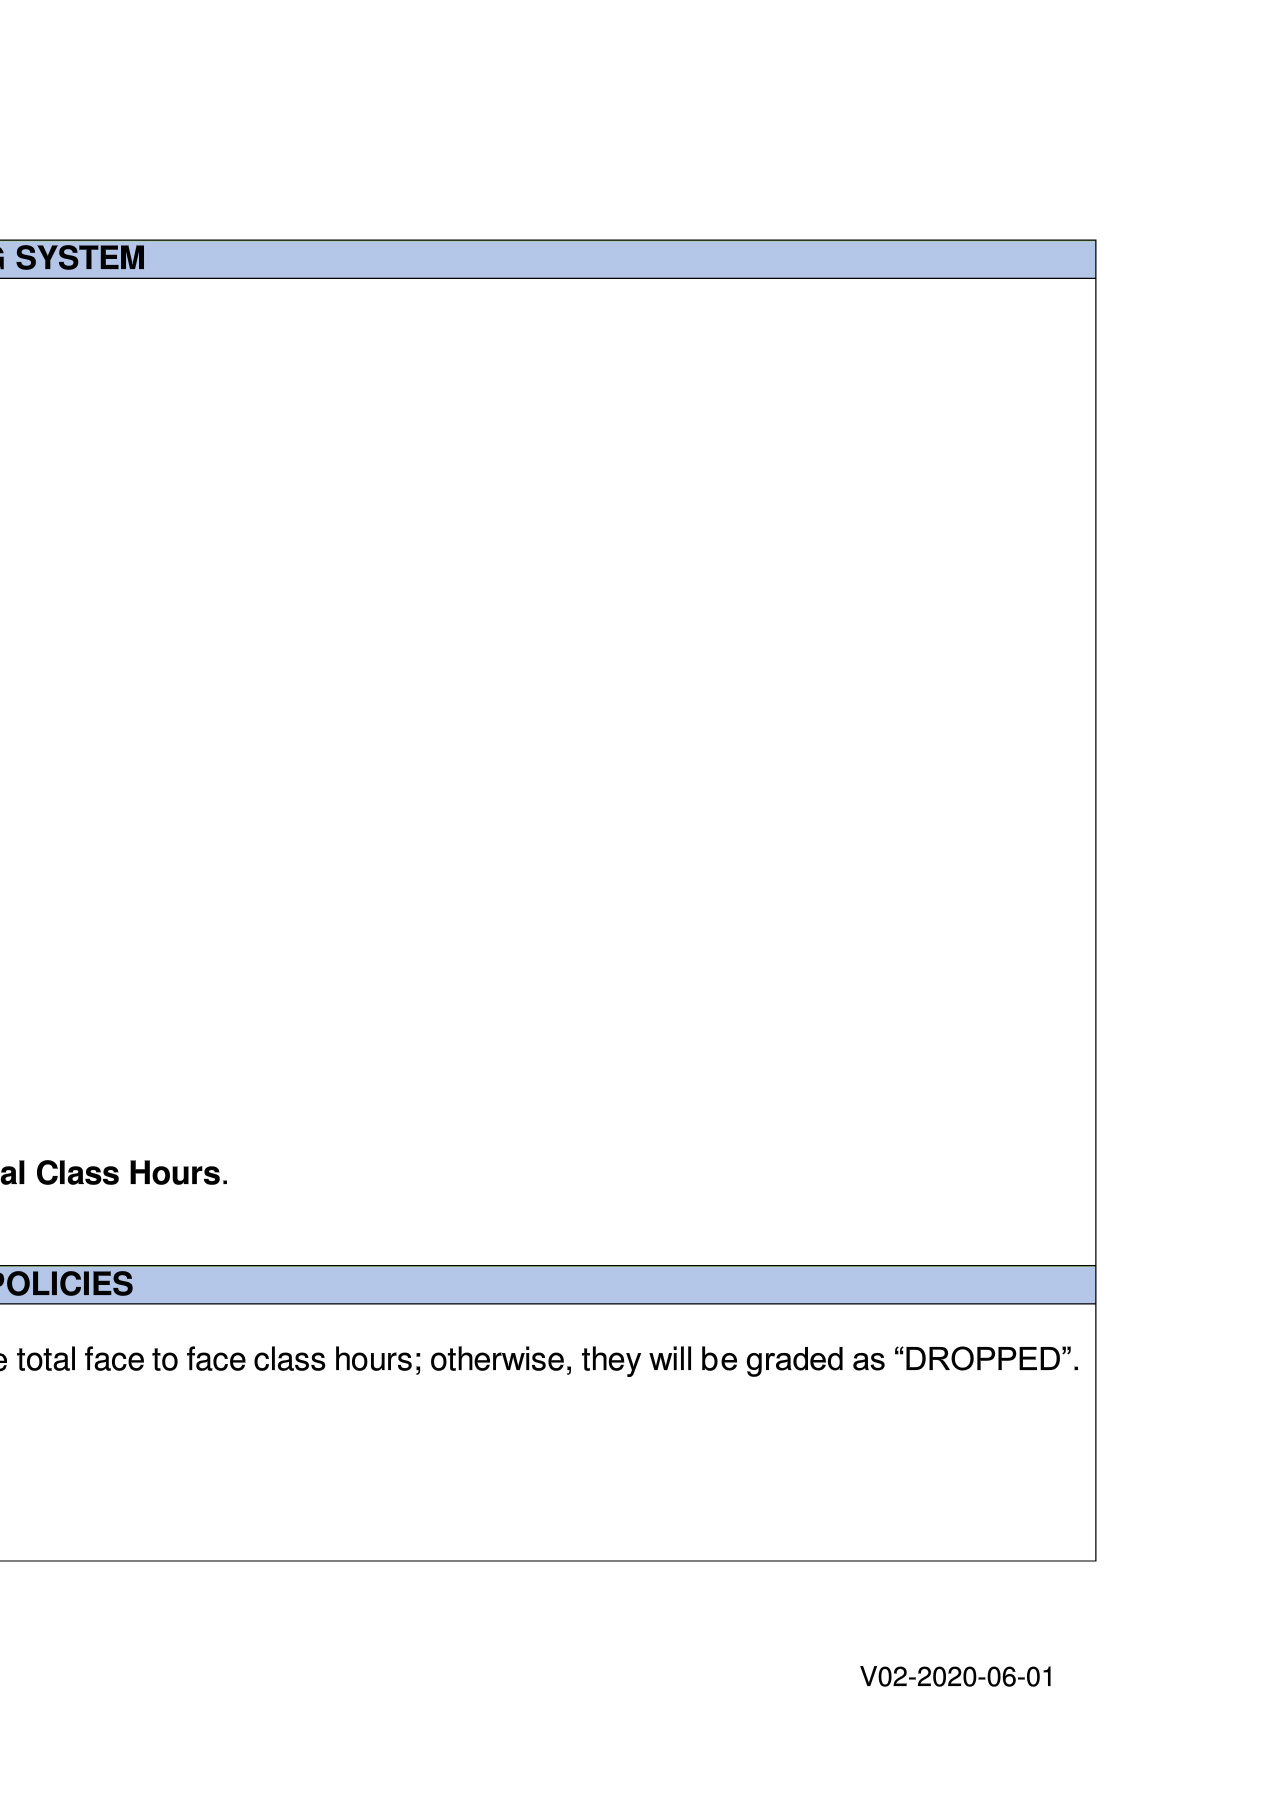 SYSTEM
al Class Hours.
POLICIES
e total face to face class hours; otherwise, they will be graded as “DROPPED”.
V02-2020-06-01